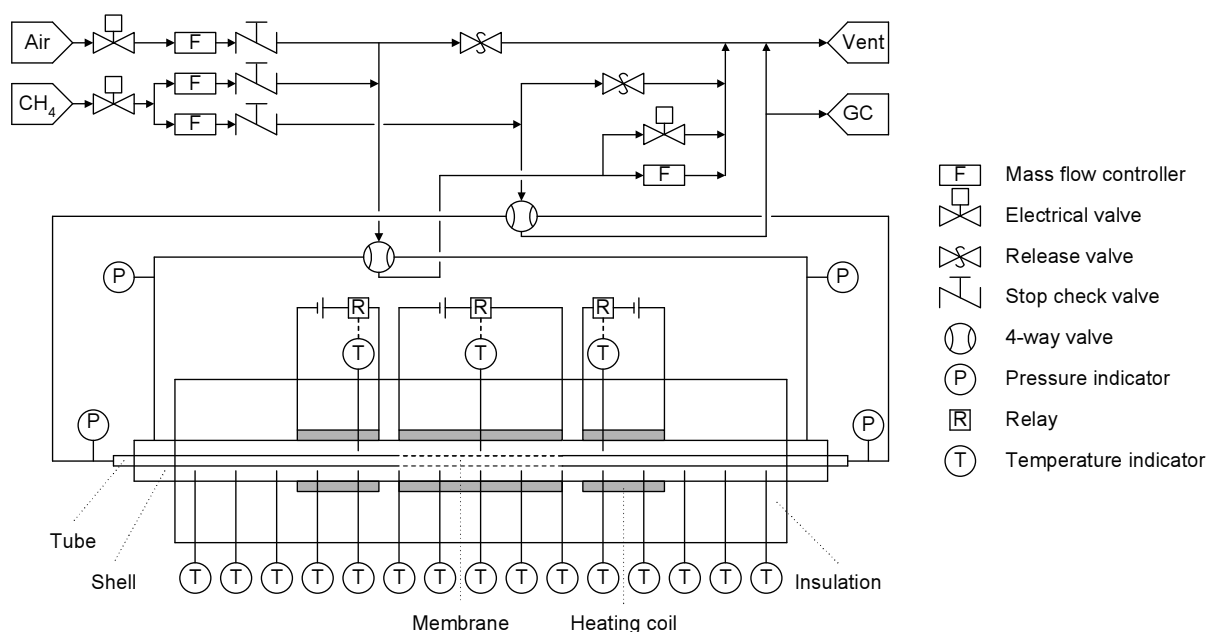 Air
F
Vent
CH4
F
F
GC
F
F Mass flow controller
Electrical valve
Release valve
Stop check valve
4-way valve
P Pressure indicator
R Relay
T Temperature indicator
P
P
R
R
R
T
T
T
P
P
Tube
Shell
T T T T T T T T T T T T T T T
Insulation
Membrane
Heating coil